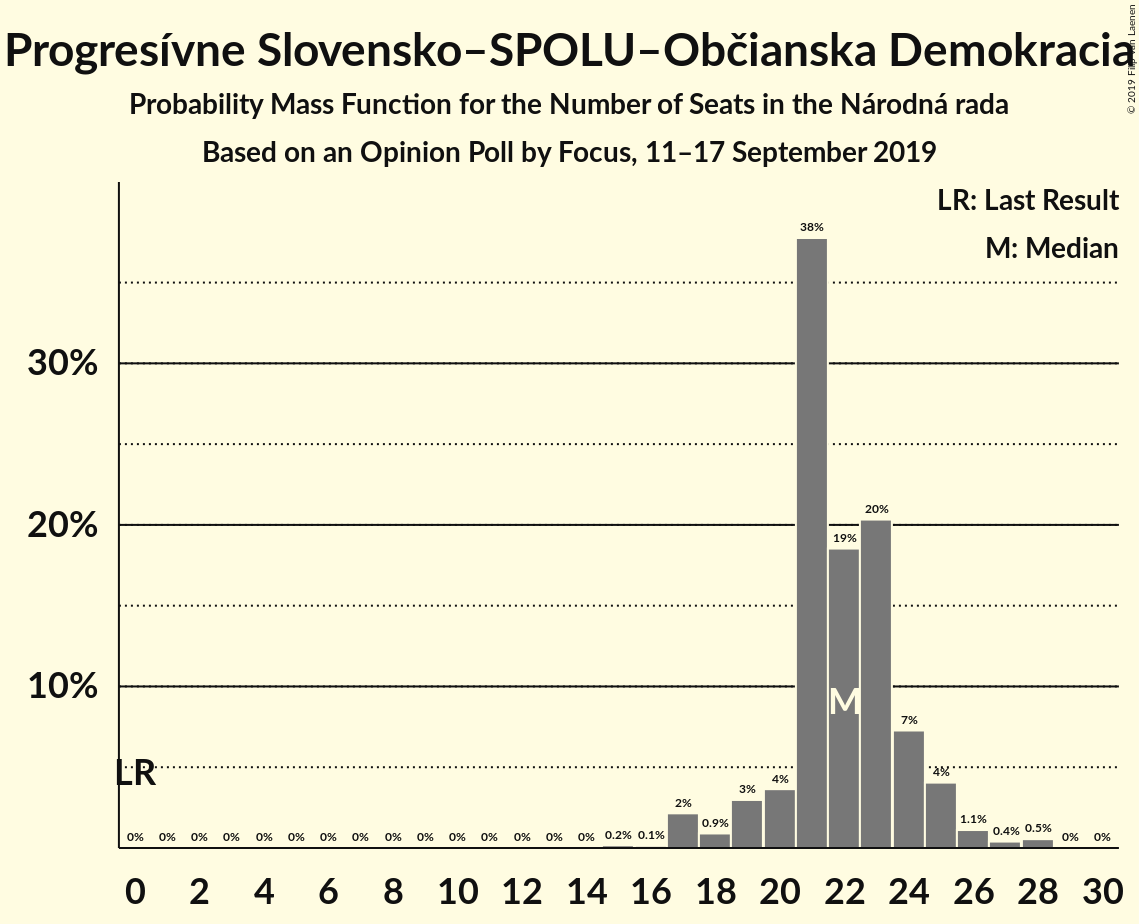 Progresívne Slovensko–SPOLU–Občianska Demokracia
Probability Mass Function for the Number of Seats in the Národná rada
Based on an Opinion Poll by Focus, 11–17 September 2019
© 2019 Filip van Laenen
LR: Last Result
M: Median
30%
20%
10%
LR
M
0% 0% 0% 0% 0% 0% 0% 0% 0% 0% 0% 0% 0% 0% 0% 0.2% 0.1% 2% 0.9% 3% 4% 38% 19% 20% 7% 4% 1.1% 0.4% 0.5% 0% 0%
0 2 4 6 8 10 12 14 16 18 20 22 24 26 28 30